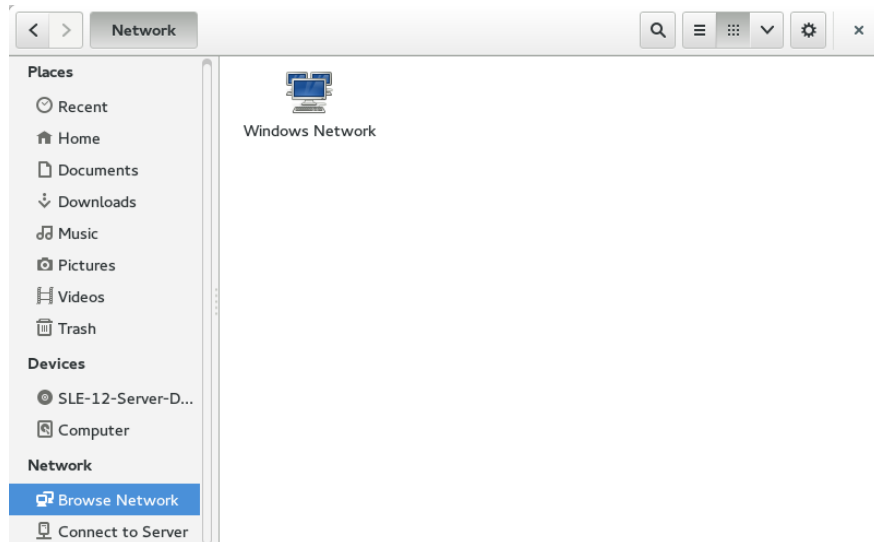 Network
Places
Recent
Home
Documents
Downloads
Music
Pictures
Videos
Trash
Devices
SLE-12-Server-D...
Computer
Network
Browse Network
Connect to Server
Windows Network